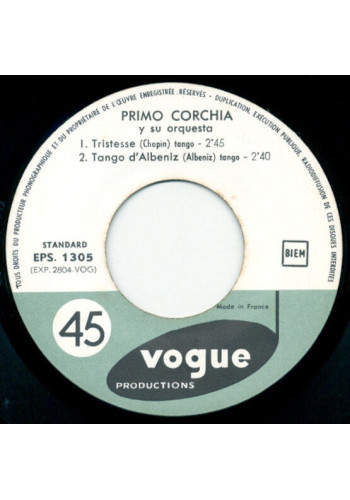 TOUS DROITS DU PRODUCTEUR PHONOGRAPHIQUE ET DU PROPRIÉTAIRE DE L'ŒUVRE ENREGISTRÉE. RÉSERVÉS - DUPLICATION, EXÉCUTION PUBLIQUE, RADIODIFFUSION DE CES DISQUES INTERDITES
PRIMO CORCHIA
y su orquesta
1. Tristesse (Chopin) tango - 2"45
2. Tango d'Albeniz (Albeniz) tango - 2"40
STANDARD
EPS. 1305
(EXP. 2804-VOG)
BIEM
Made in France
45
vogue
PRODUCTIONS